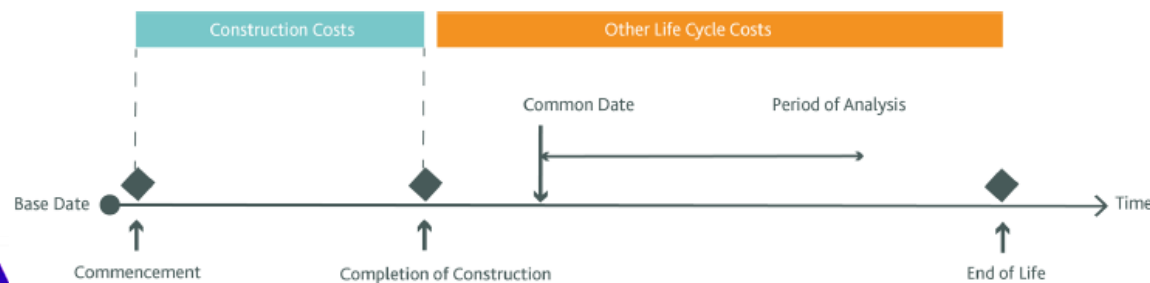 Construction Costs
Other Life Cycle Costs
Common Date
Period of Analysis
Base Date
Time
Commencement
Completion of Construction
End of Life